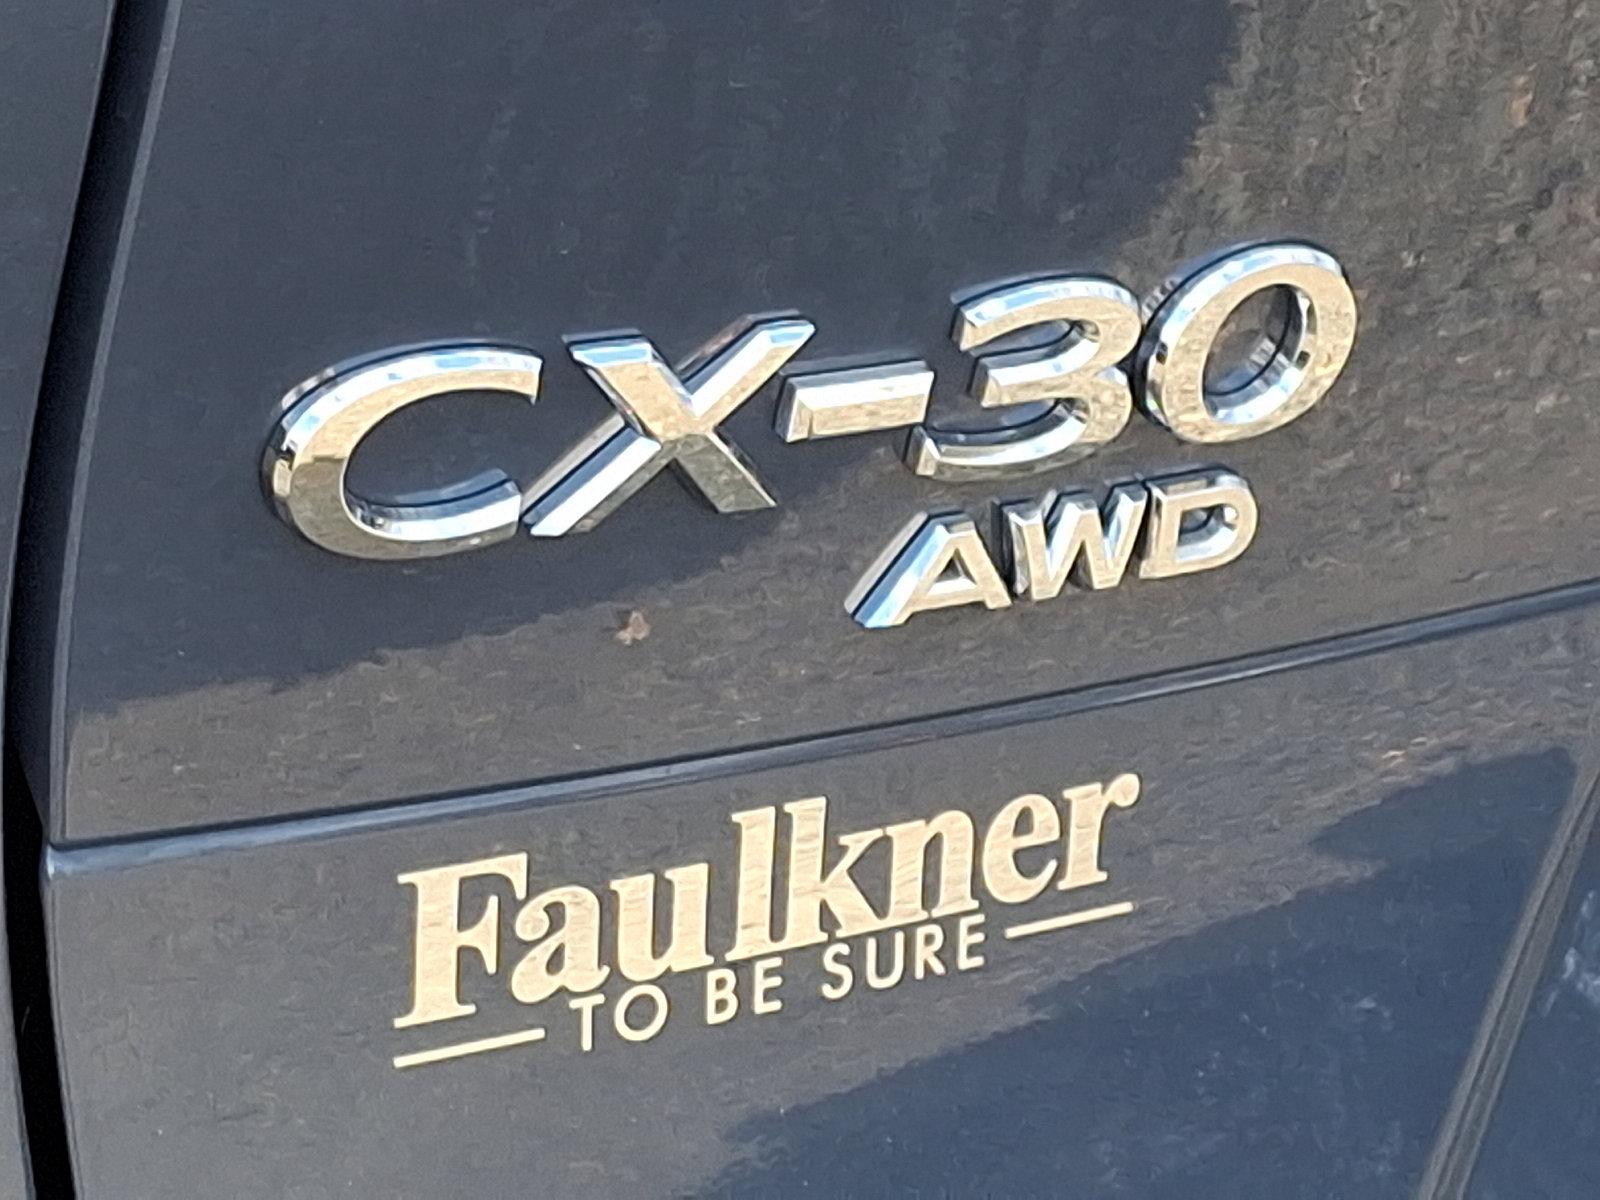 CX-30
AWD
Faulkner
TO BE SURE